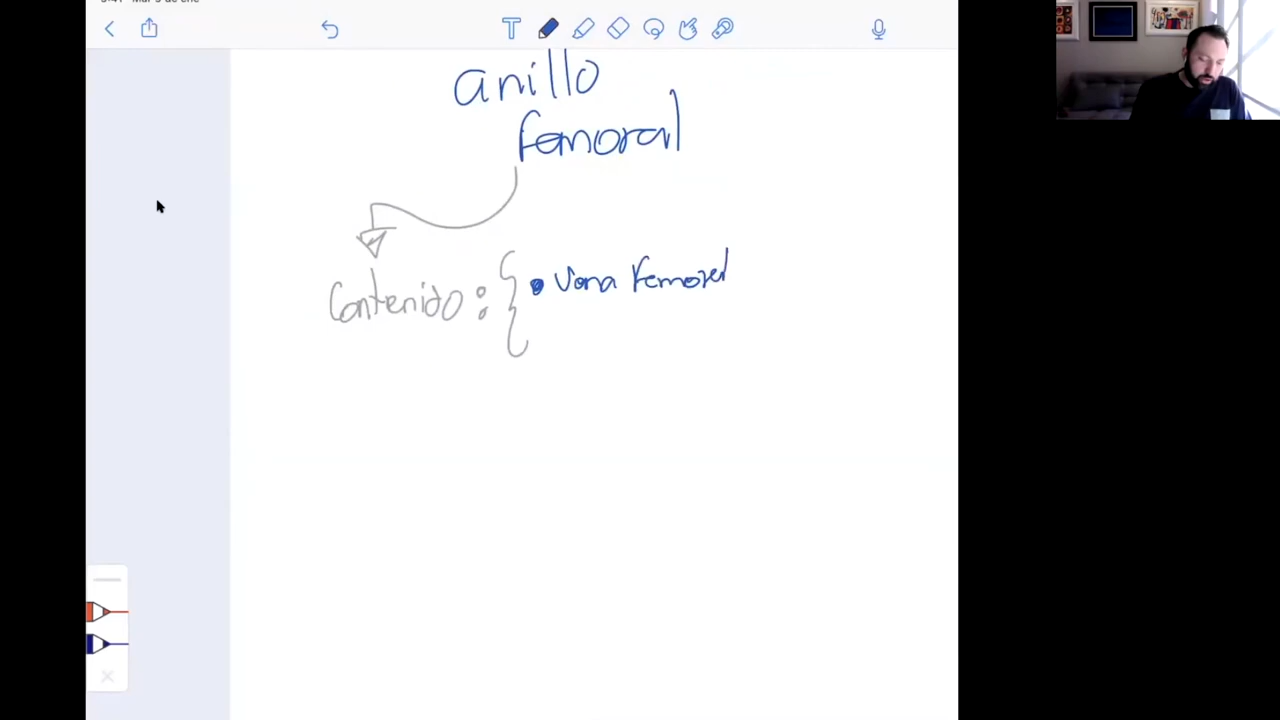 anillo
femoral
Contenido:
• Vena Femoral